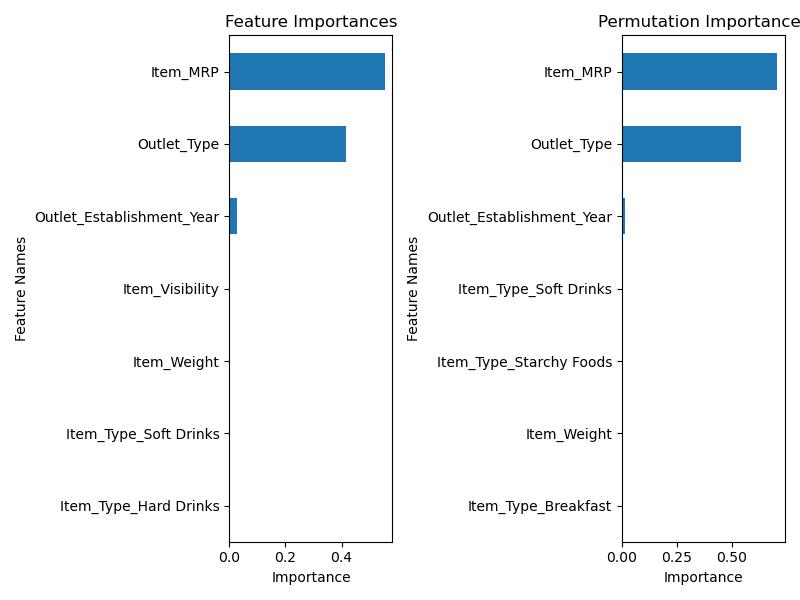 Feature Importances
Feature Names
Item_MRP
Outlet_Type
Outlet_Establishment_Year
Item_Visibility
Item_Weight
Item_Type_Soft Drinks
Item_Type_Hard Drinks
0.0 0.2 0.4
Importance
Permutation Importance
Feature Names
Item_MRP
Outlet_Type
Outlet_Establishment_Year
Item_Type_Soft Drinks
Item_Type_Starchy Foods
Item_Weight
Item_Type_Breakfast
0.00 0.25 0.50
Importance